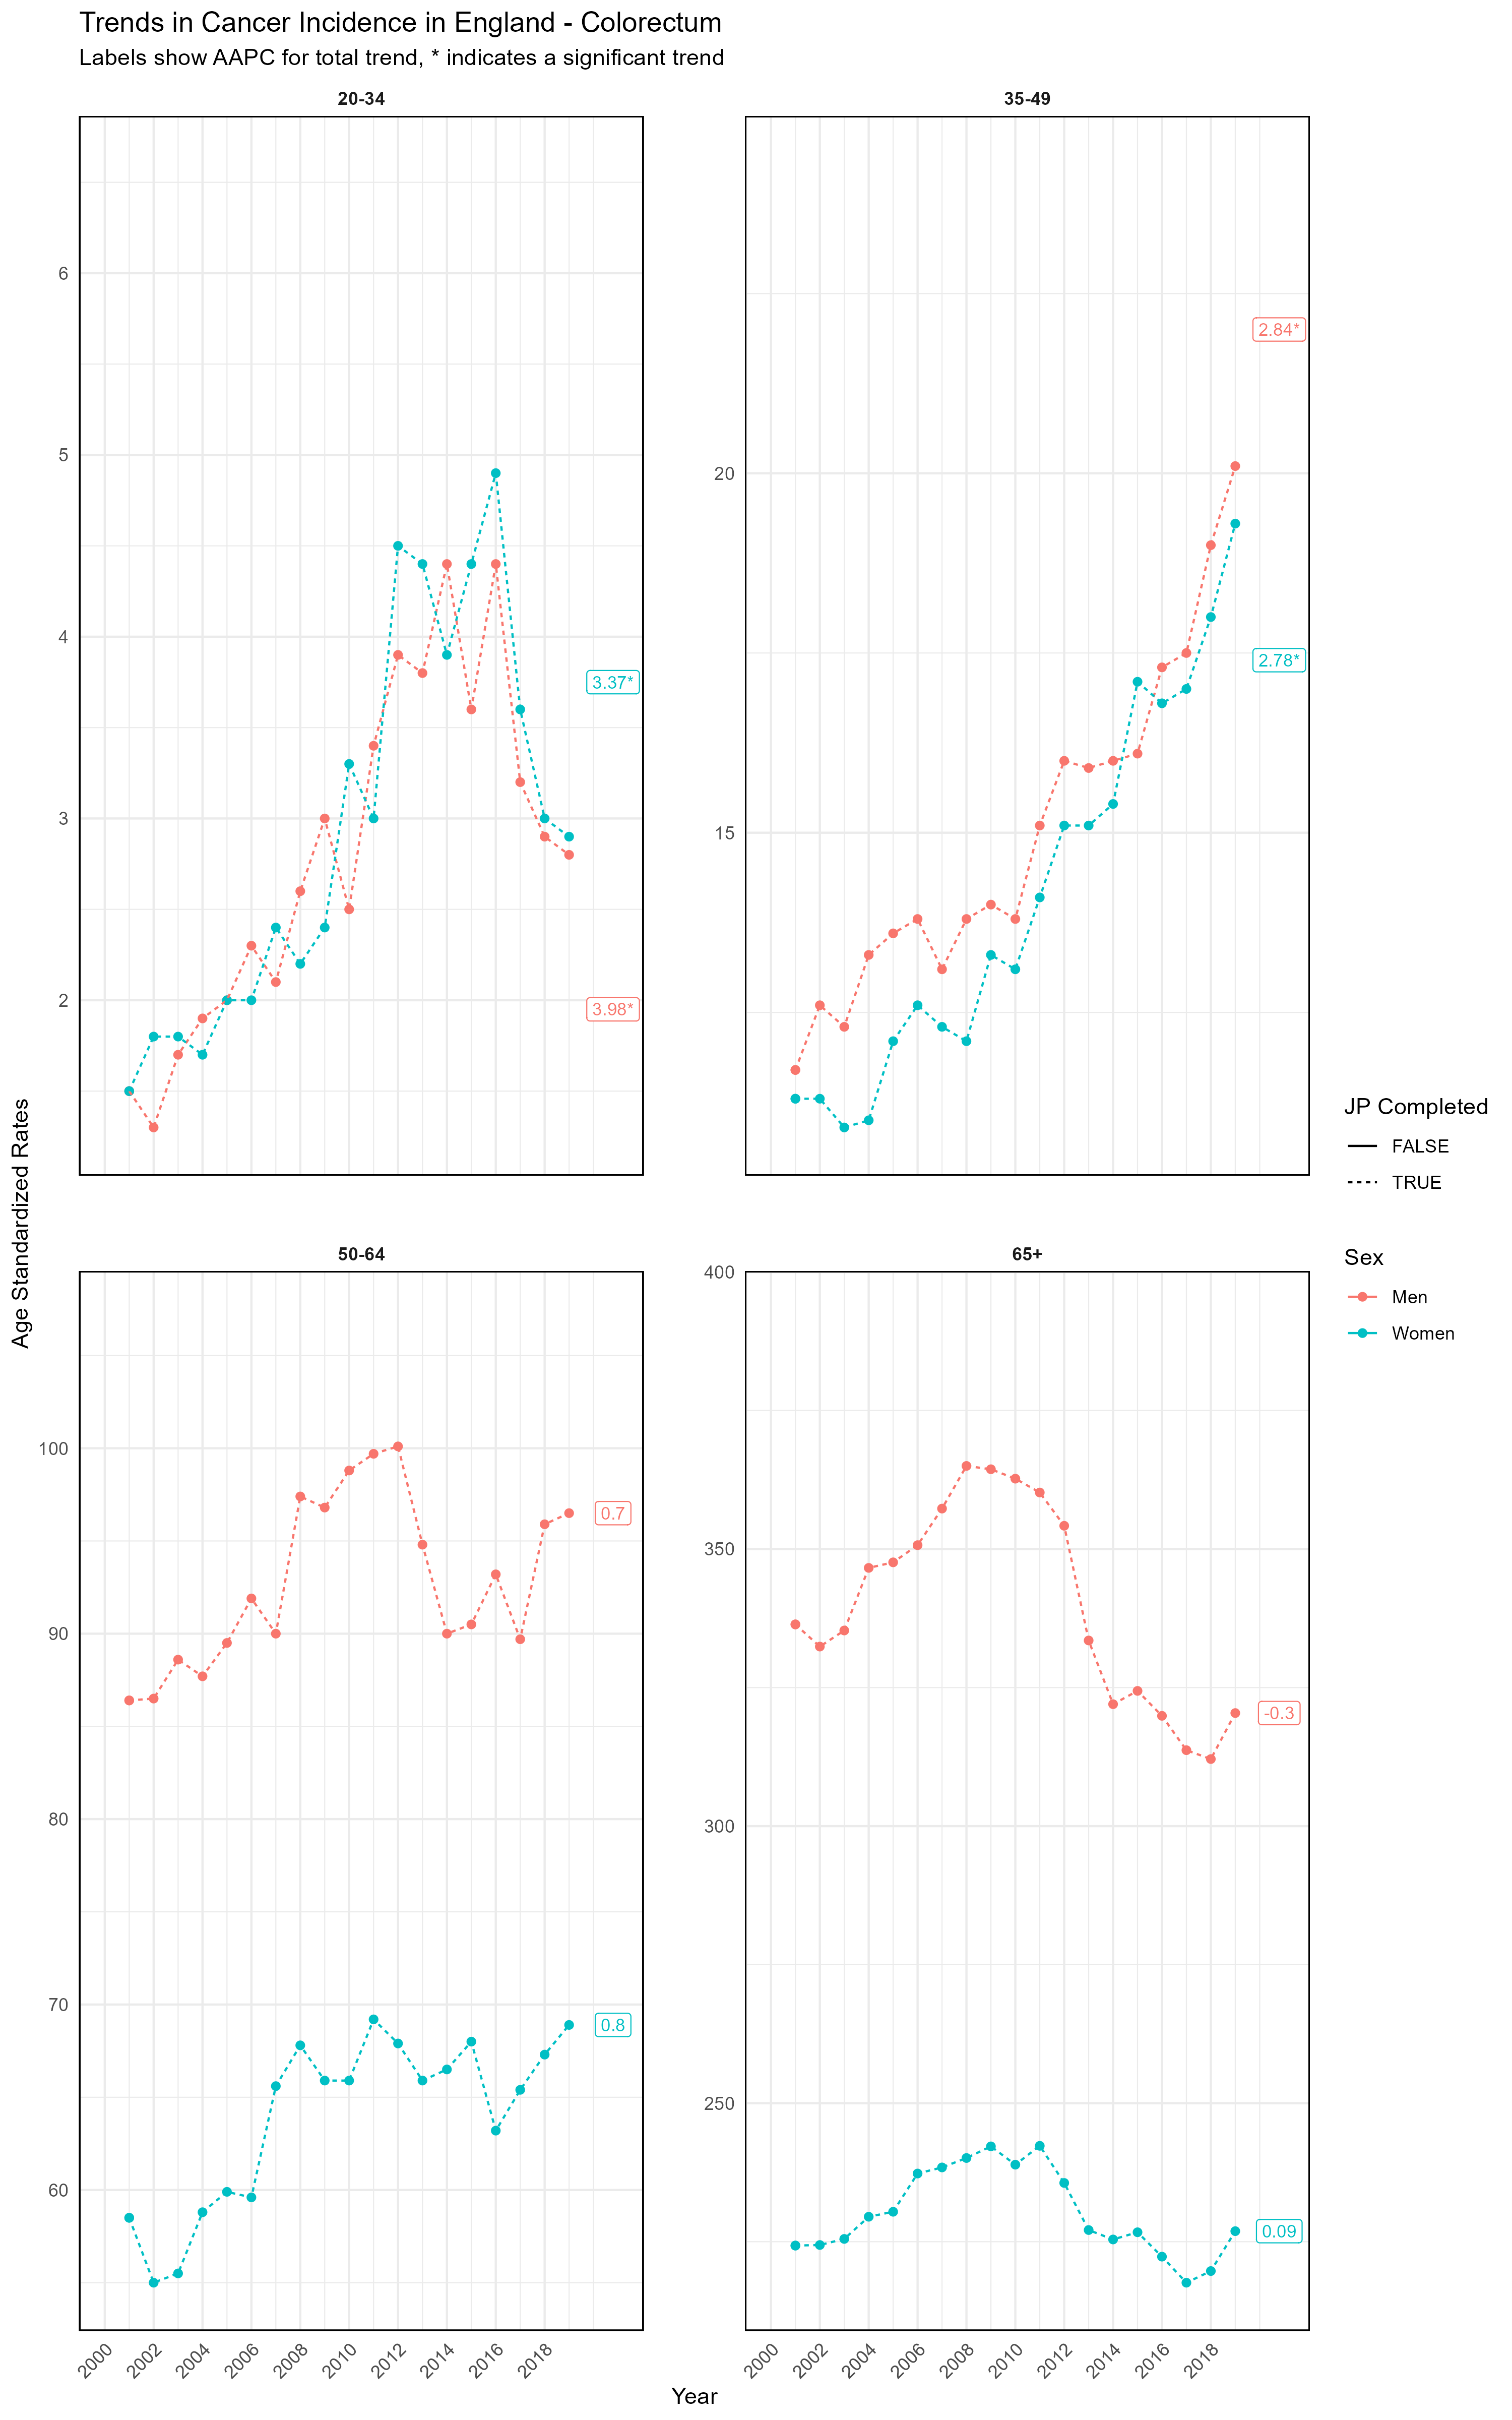 Trends in Cancer Incidence in England - Colorectum
Labels show AAPC for total trend, * indicates a significant trend
20-34
35-49
6
5
4
3
2
3.37*
3.98*
20
15
2.84*
2.78*
Age Standardized Rates
JP Completed
FALSE
TRUE
Sex
Men
Women
50-64
65+
100
90
80
70
60
0.7
0.8
400
350
300
250
-0.3
0.09
2000 2002 2004 2006 2008 2010 2012 2014 2016 2018
2000 2002 2004 2006 2008 2010 2012 2014 2016 2018
Year